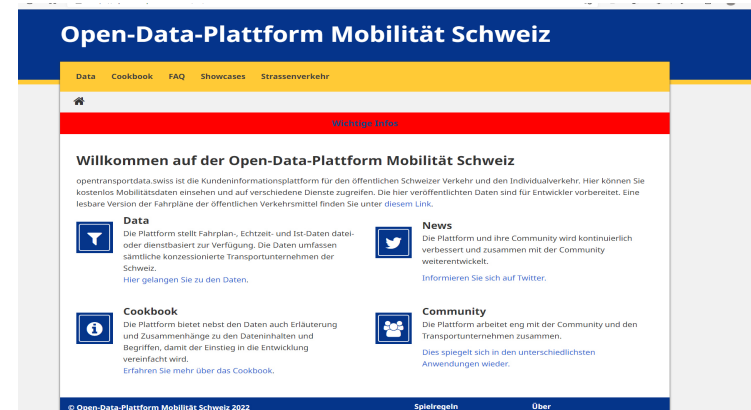 Open-Data-Plattform Mobilität Schweiz
Data Cookbook FAQ Showcases Strassenverkehr
Wichtige Infos
Willkommen auf der Open-Data-Plattform Mobilität Schweiz
opentransportdata.swiss ist die Kundeninformationsplattform für den öffentlichen Schweizer Verkehr und den Individualverkehr. Hier können Sie
kostenlos Mobilitätsdaten einsehen und auf verschiedene Dienste zugreifen. Die hier veröffentlichten Daten sind für Entwickler vorbereitet. Eine
lesbare Version der Fahrpläne der öffentlichen Verkehrsmittel finden Sie unter diesem Link.
Data
Die Plattform stellt Fahrplan-, Echtzeit- und Ist-Daten datei-
oder dienstbasiert zur Verfügung. Die Daten umfassen
sämtliche konzessionierte Transportunternehmen der
Schweiz.
Hier gelangen Sie zu den Daten.
News
Die Plattform und ihre Community wird kontinuierlich
verbessert und zusammen mit der Community
weiterentwickelt.
Informieren Sie sich auf Twitter.
Cookbook
Die Plattform bietet nebst den Daten auch Erläuterung
und Zusammenhänge zu den Dateninhalten und
Begriffen, damit der Einstieg in die Entwicklung
vereinfacht wird.
Erfahren Sie mehr über das Cookbook.
Community
Die Plattform arbeitet eng mit der Community und den
Transportunternehmen zusammen.
Dies spiegelt sich in den unterschiedlichsten
Anwendungen wieder.
© Open-Data-Plattform Mobilität Schweiz 2022 Spielregeln Über